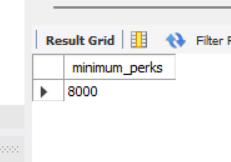 Result Grid Filter
minimum_perks
8000